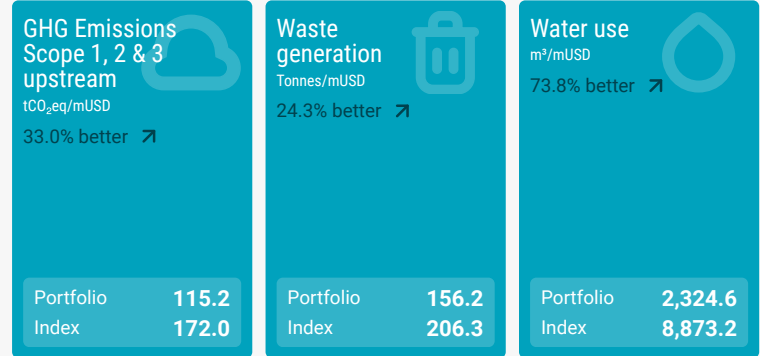 GHG Emissions
Scope 1, 2 & 3
upstream
tCO₂eq/mUSD
33.0% better
Portfolio 115.2
Index 172.0
Waste
generation
Tonnes/mUSD
24.3% better
Portfolio 156.2
Index 206.3
Water use
m³/mUSD
73.8% better
Portfolio 2,324.6
Index 8,873.2